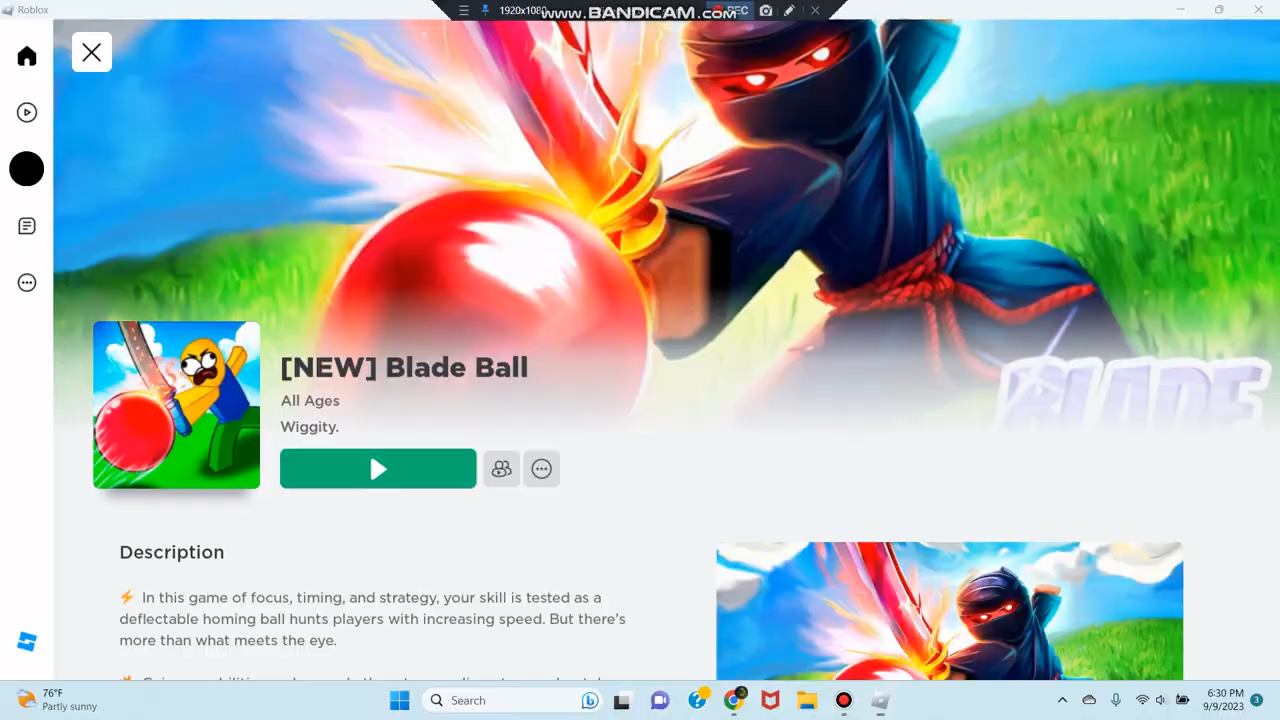 Roblox
1920x1080
www.BANDICAM.com
REC
BLADE
[NEW] Blade Ball
All Ages
Wiggity.
Description
⚡ In this game of focus, timing, and strategy, your skill is tested as a
deflectable homing ball hunts players with increasing speed. But there's
more than what meets the eye.
76°F
Partly sunny
Search
6:30 PM
9/9/2023
3